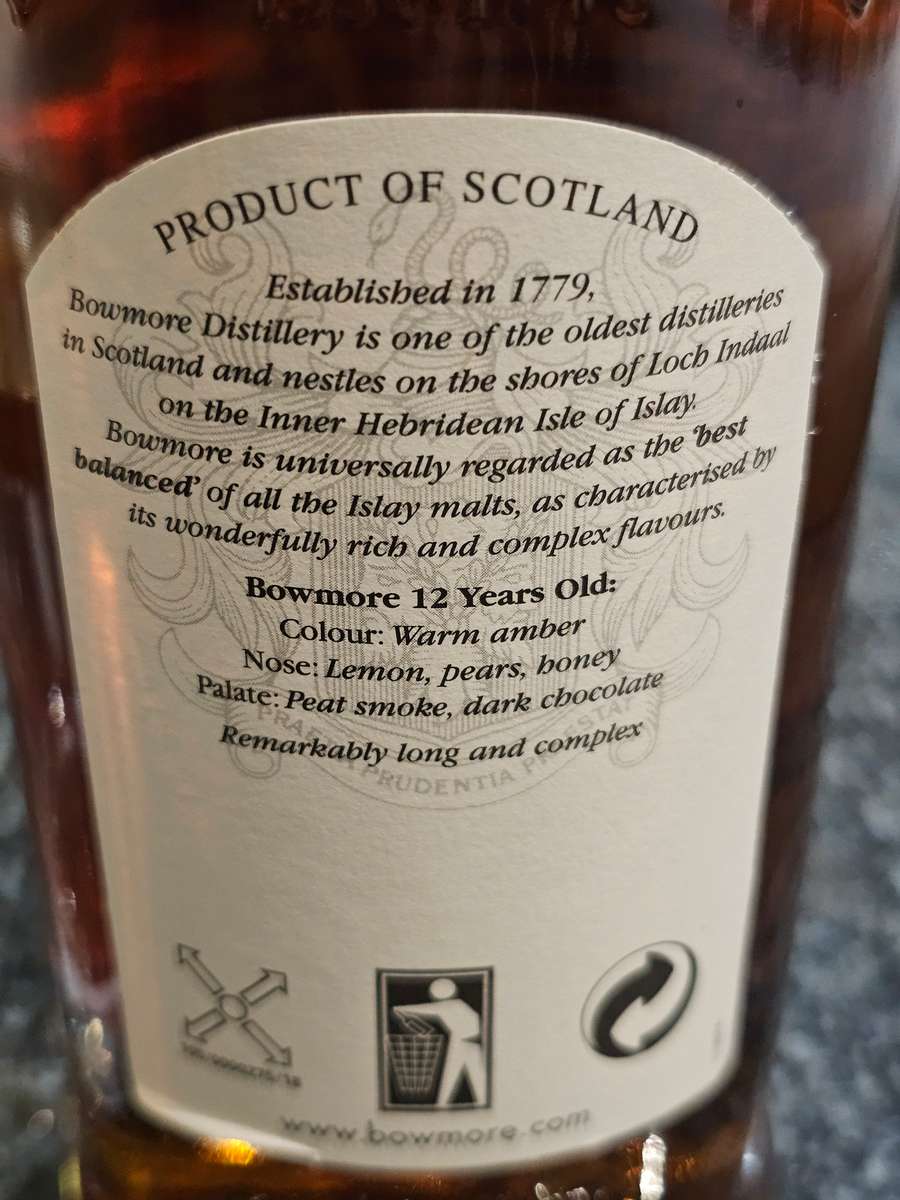 PRODUCT OF SCOTLAND
Established in 1779,
Bowmore Distillery is one of the oldest distilleries
in Scotland and nestles on the shores of Loch Indaal
on the Inner Hebridean Isle of Islay.
Bowmore is universally regarded as the 'best
balanced' of all the Islay malts, as characterised by
its wonderfully rich and complex flavours.
Bowmore 12 Years Old:
Colour: Warm amber
Nose: Lemon, pears, honey
Palate: Peat smoke, dark chocolate
Remarkably long and complex
PRUDENTIA
www.bowmore.com